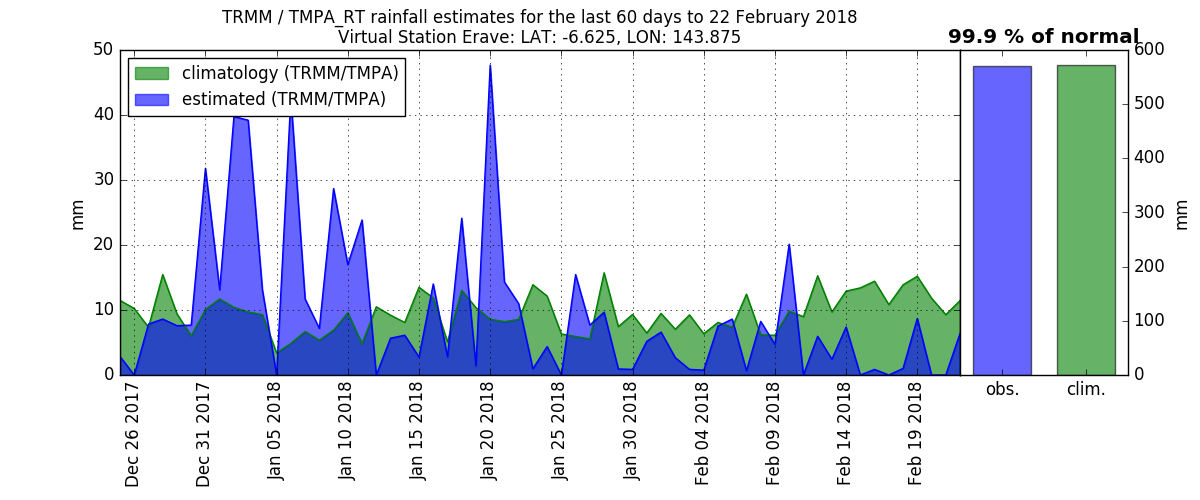 TRMM / TMPA_RT rainfall estimates for the last 60 days to 22 February 2018
Virtual Station Erave: LAT: -6.625, LON: 143.875
99.9 % of normal
climatology (TRMM/TMPA)
estimated (TRMM/TMPA)
50
40
30
20
10
0
mm
Dec 26 2017
Dec 31 2017
Jan 05 2018
Jan 10 2018
Jan 15 2018
Jan 20 2018
Jan 25 2018
Jan 30 2018
Feb 04 2018
Feb 09 2018
Feb 14 2018
Feb 19 2018
600
500
400
300
200
100
0
mm
obs.
clim.